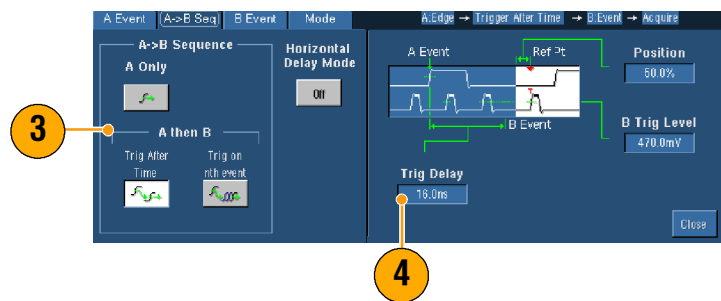 A Event A->B Seq B Event Mode
A:Edge → Trigger After Time → B:Event → Acquire
A->B Sequence
A Only
Horizontal
Delay Mode
Off
3
A then B
Trig After
Time
Trig on
nth event
A Event
Ref Pt
B Event
Position
50.0%
B Trig Level
470.0mV
Trig Delay
16.0ns
Close
4